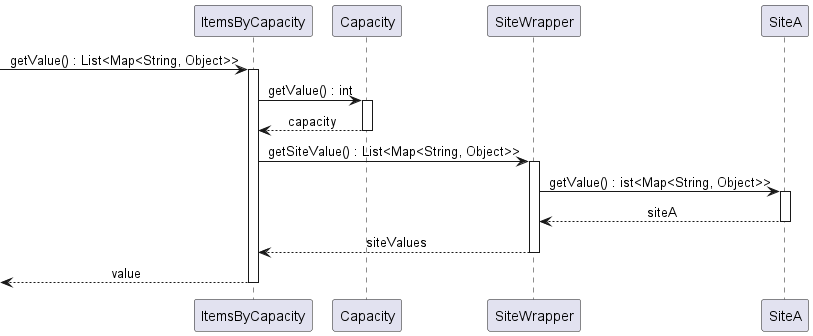 ItemsByCapacity Capacity SiteWrapper SiteA
getValue() : List<Map<String, Object>>
getValue() : int
capacity
getSiteValue() : List<Map<String, Object>>
getValue() : ist<Map<String, Object>>
siteA
siteValues
value
ItemsByCapacity Capacity SiteWrapper SiteA